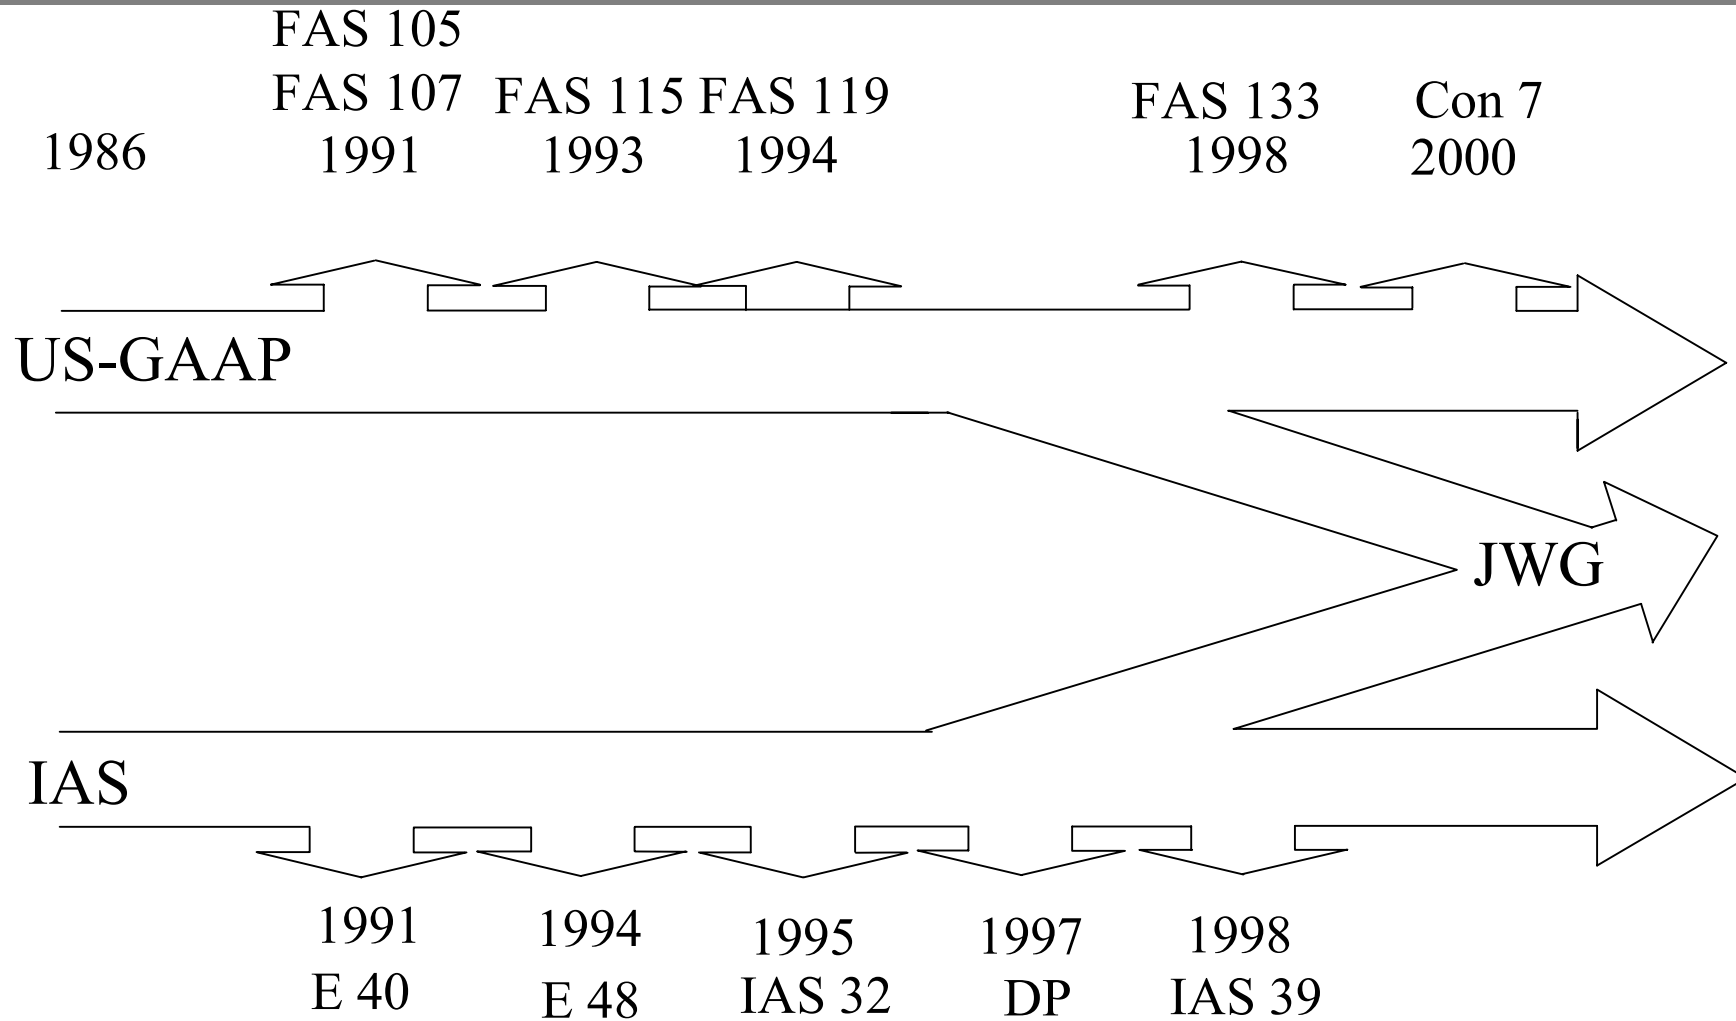 FAS 105
FAS 107 FAS 115 FAS 119 FAS 133 Con 7
1986 1991 1993 1994 1998 2000
US-GAAP
JWG
IAS
1991 1994 1995 1997 1998
E 40 E 48 IAS 32 DP IAS 39